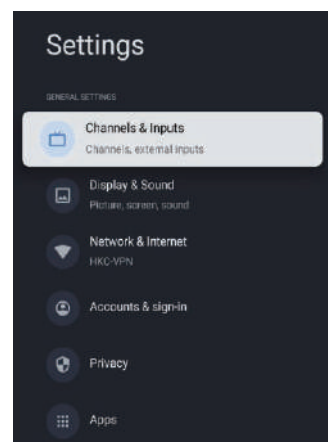 Settings
GENERAL SETTINGS
Channels & Inputs
Channels, external inputs
Display & Sound
Picture, screen, sound
Network & Internet
HKC-VPN
Accounts & sign-in
Privacy
Apps